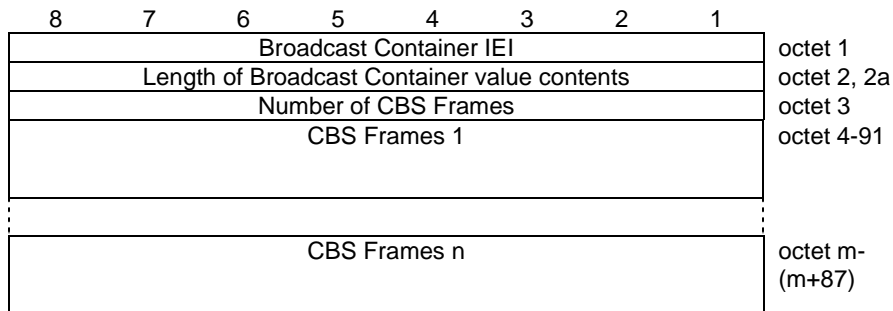 8 7 6 5 4 3 2 1
Broadcast Container IEI octet 1
Length of Broadcast Container value contents octet 2, 2a
Number of CBS Frames octet 3
CBS Frames 1 octet 4-91
CBS Frames n octet m-
(m+87)